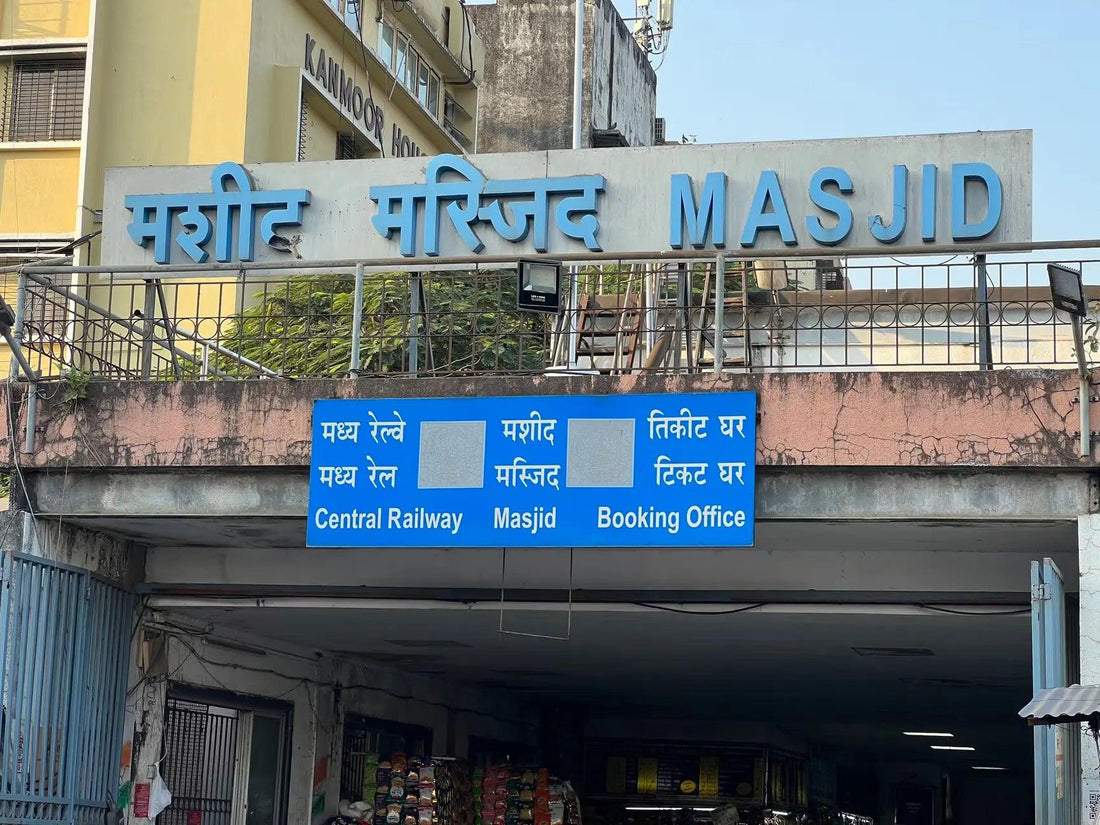 KANMOOR HOU
मशीद मस्जिद MASJID
मध्य रेल्वे मशीद तिकीट घर
मध्य रेल मस्जिद टिकट घर
Central Railway Masjid Booking Office